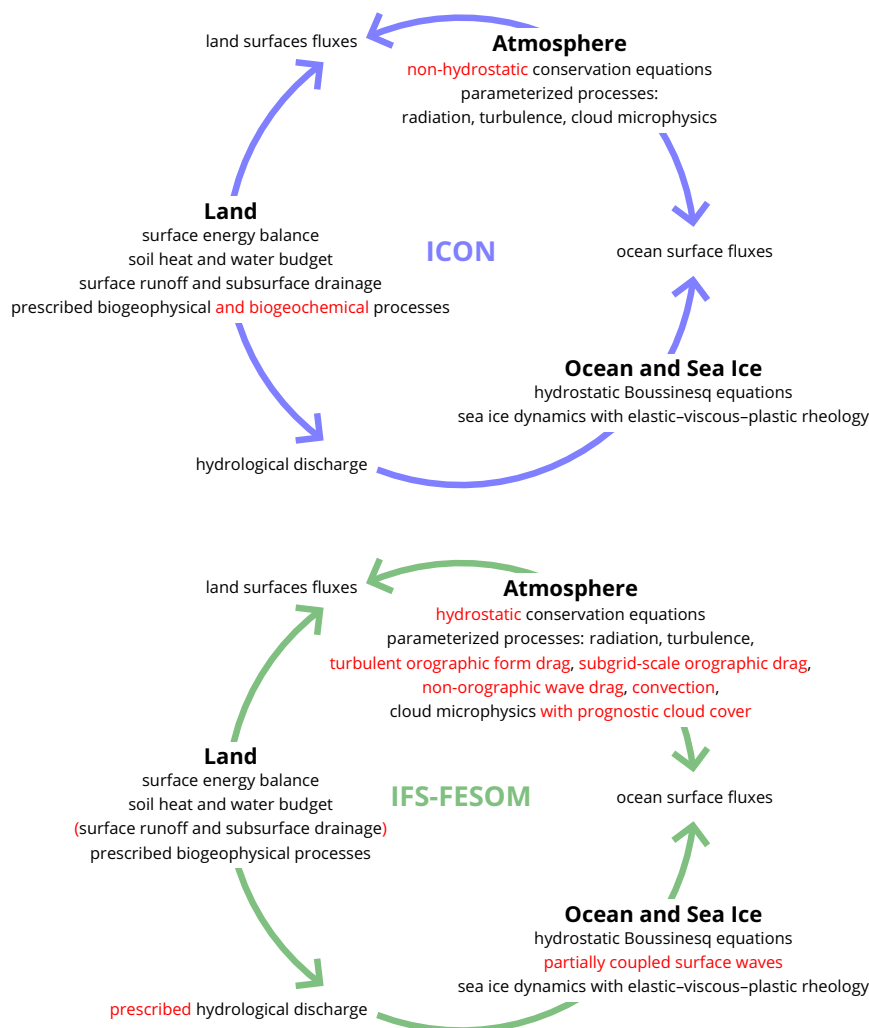 land surfaces fluxes
Atmosphere
non-hydrostatic conservation equations
parameterized processes:
radiation, turbulence, cloud microphysics
Land
surface energy balance
soil heat and water budget
surface runoff and subsurface drainage
prescribed biogeophysical and biogeochemical processes
ICON
ocean surface fluxes
Ocean and Sea Ice
hydrostatic Boussinesq equations
sea ice dynamics with elastic–viscous–plastic rheology
hydrological discharge
land surfaces fluxes
Atmosphere
hydrostatic conservation equations
parameterized processes: radiation, turbulence,
turbulent orographic form drag, subgrid-scale orographic drag,
non-orographic wave drag, convection,
cloud microphysics with prognostic cloud cover
Land
surface energy balance
soil heat and water budget
(surface runoff and subsurface drainage)
prescribed biogeophysical processes
IFS-FESOM
ocean surface fluxes
Ocean and Sea Ice
hydrostatic Boussinesq equations
partially coupled surface waves
sea ice dynamics with elastic–viscous–plastic rheology
prescribed hydrological discharge